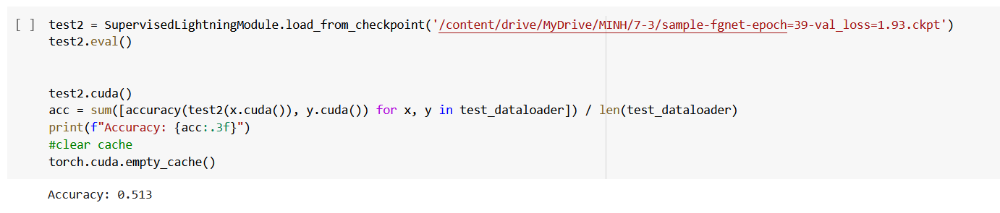 [ ] test2 = SupervisedLightningModule.load_from_checkpoint('/content/drive/MyDrive/MINH/7-3/sample-fgnet-epoch=39-val_loss=1.93.ckpt')
test2.eval()
test2.cuda()
acc = sum([accuracy(test2(x.cuda()), y.cuda()) for x, y in test_dataloader]) / len(test_dataloader)
print(f"Accuracy: {acc:.3f}")
#clear cache
torch.cuda.empty_cache()
Accuracy: 0.513